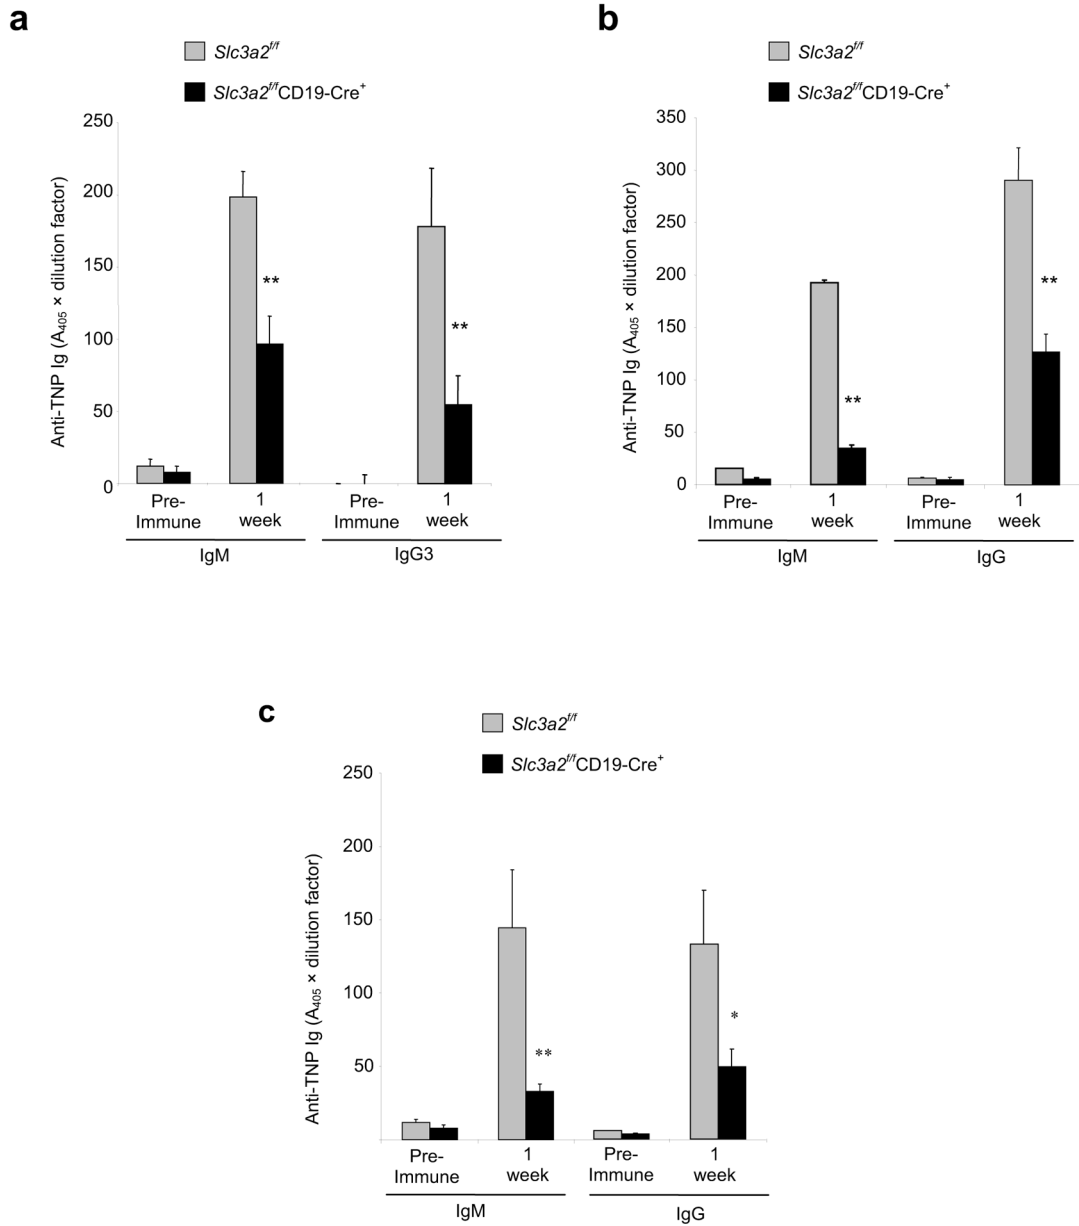 a
Slc3a2f/f
Slc3a2f/fCD19-Cre+
Anti-TNP Ig (A405 × dilution factor)
250
200
150
100
50
0
**
**
Pre-
Immune
1
week
Pre-
Immune
1
week
IgM
IgG3
b
Slc3a2f/f
Slc3a2f/fCD19-Cre+
Anti-TNP Ig (A405 × dilution factor)
350
300
250
200
150
100
50
0
**
**
Pre-
Immune
1
week
Pre-
Immune
1
week
IgM
IgG
c
Slc3a2f/f
Slc3a2f/fCD19-Cre+
Anti-TNP Ig (A405 × dilution factor)
250
200
150
100
50
**
*
Pre-
Immune
1
week
Pre-
Immune
1
week
IgM
IgG